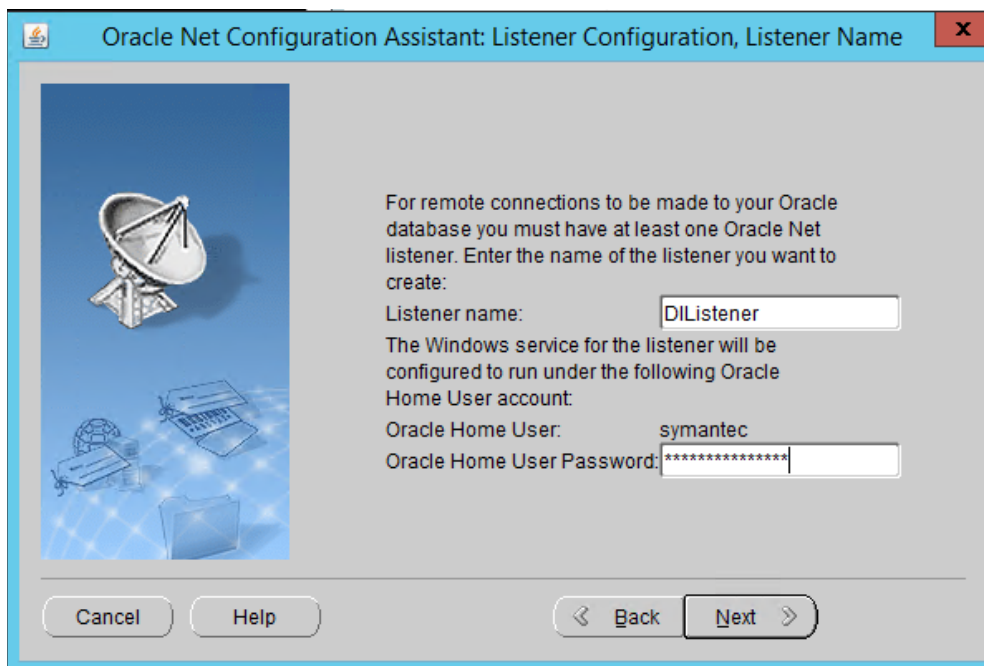 Oracle Net Configuration Assistant: Listener Configuration, Listener Name
x
For remote connections to be made to your Oracle
database you must have at least one Oracle Net
listener. Enter the name of the listener you want to
create:
Listener name: DIListener
The Windows service for the listener will be
configured to run under the following Oracle
Home User account:
Oracle Home User: symantec
Oracle Home User Password: ***************
Cancel Help Back Next